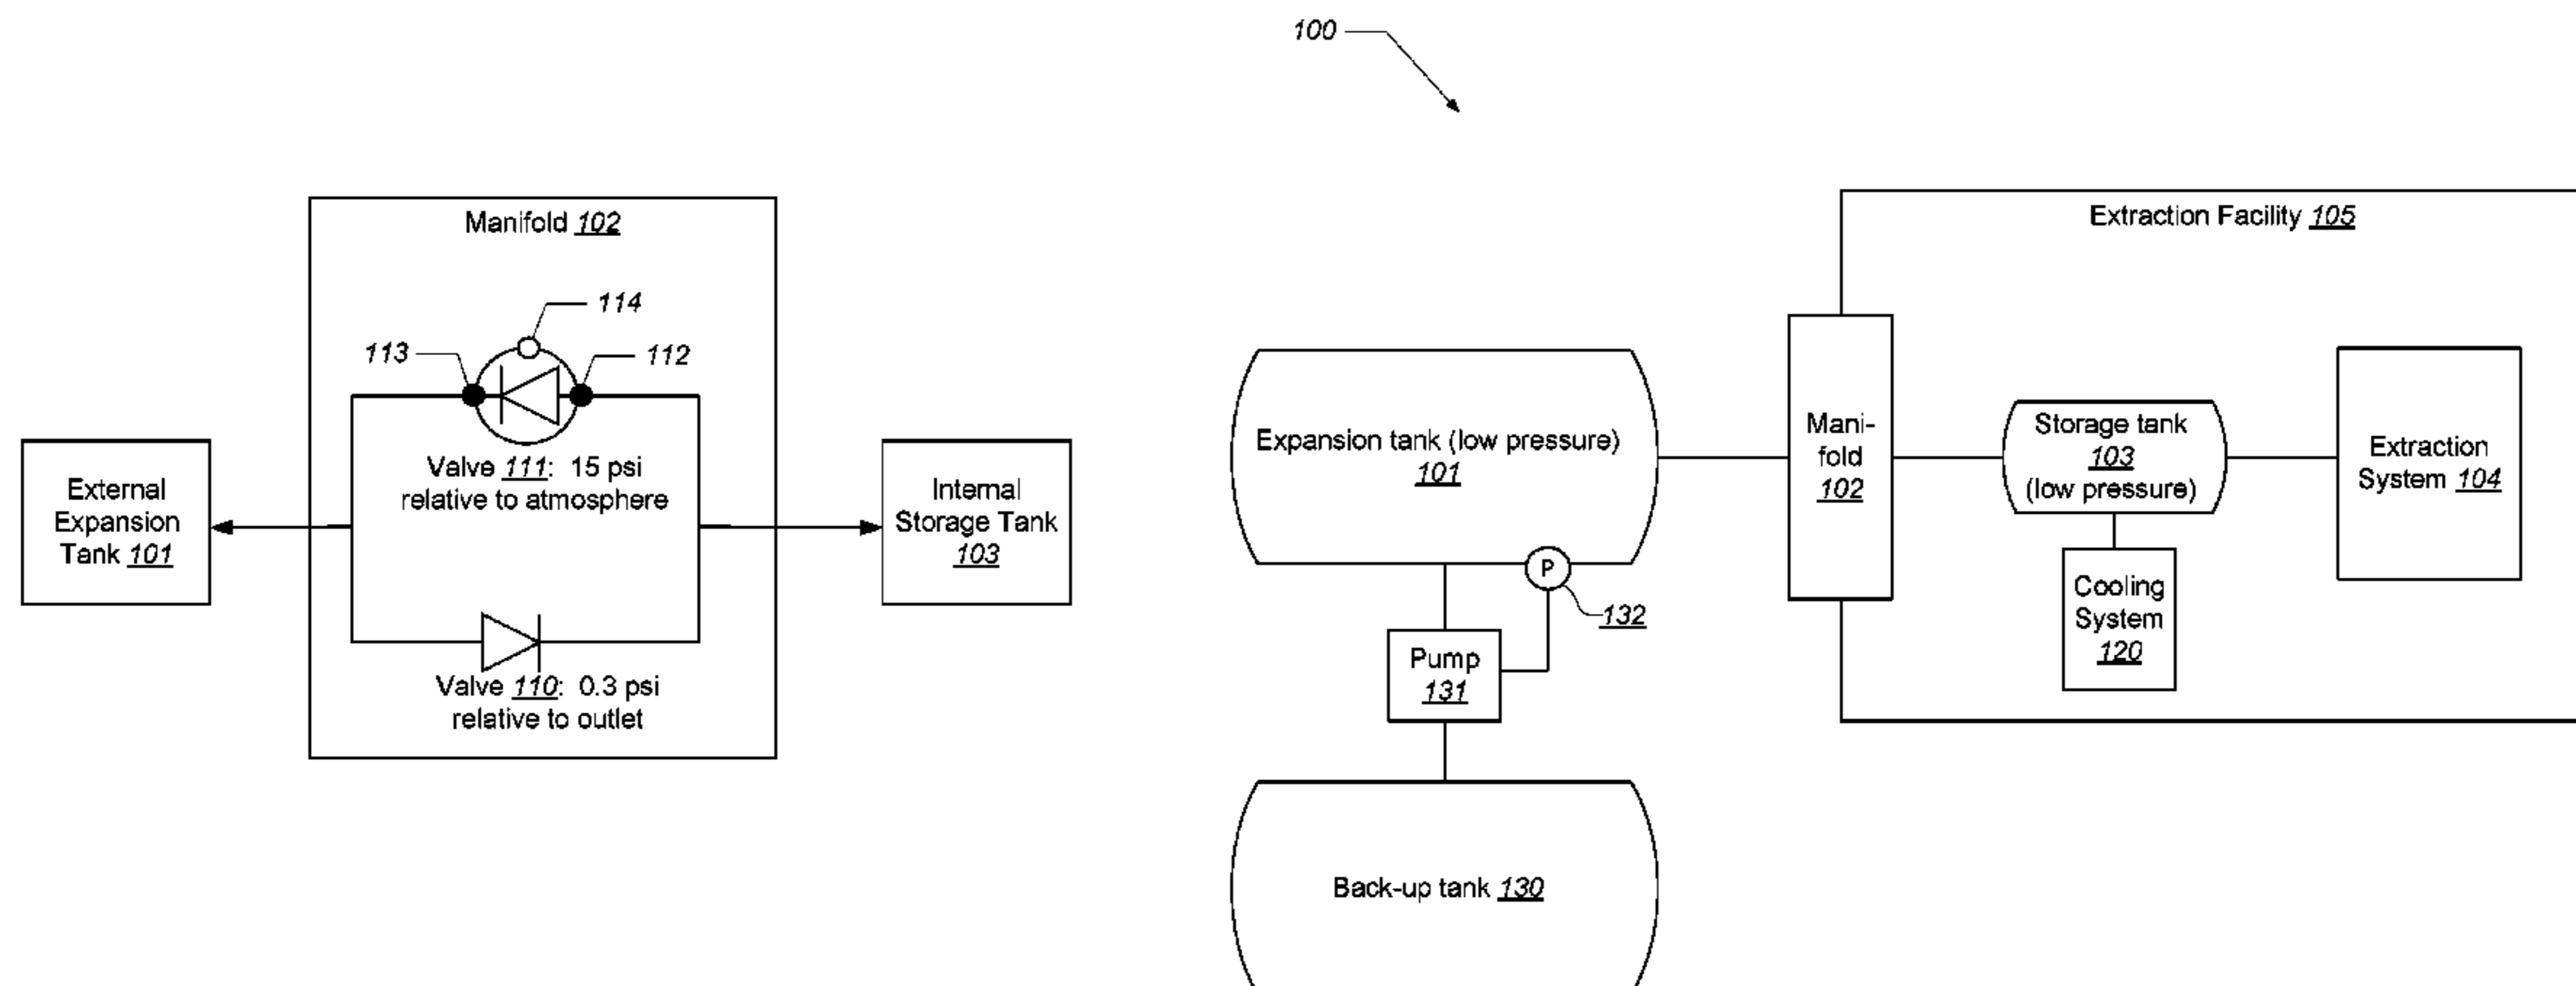 100
Manifold 102
114
113
112
Valve 111: 15 psi
relative to atmosphere
External
Expansion
Tank 101
Internal
Storage Tank
103
Valve 110: 0.3 psi
relative to outlet
Extraction Facility 105
Expansion tank (low pressure)
101
Mani-
fold
102
Storage tank
103
(low pressure)
Extraction
System 104
P
132
Cooling
System
120
Pump
131
Back-up tank 130